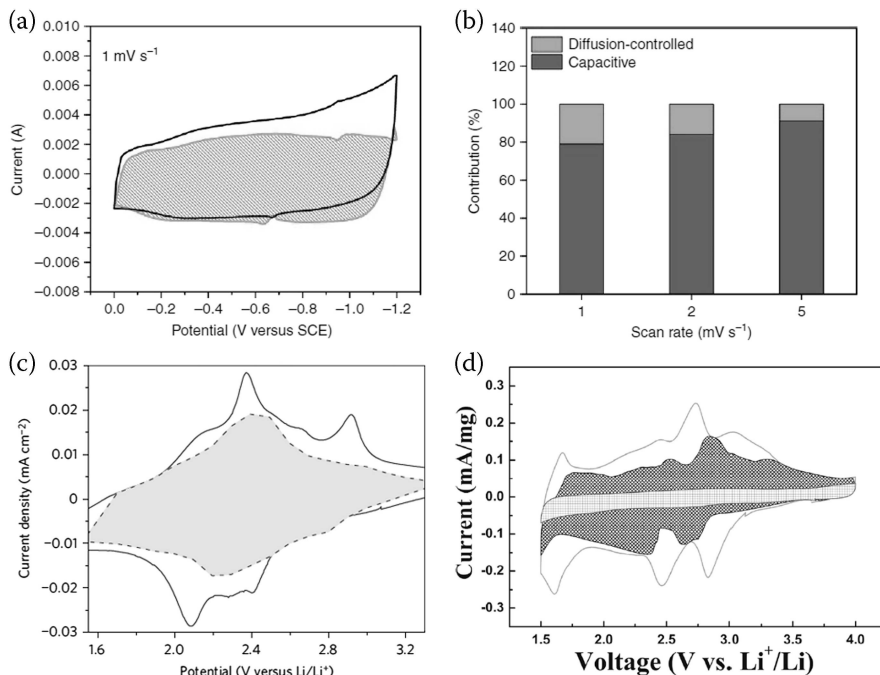 (a)
0.010
0.008
0.006
0.004
0.002
0.000
−0.002
−0.004
−0.006
−0.008
1 mV s⁻¹
Current (A)
0.0 −0.2 −0.4 −0.6 −0.8 −1.0 −1.2
Potential (V versus SCE)
(b)
140
120
100
80
60
40
20
0
Diffusion-controlled
Capacitive
Contribution (%)
1 2 5
Scan rate (mV s⁻¹)
(c)
0.03
0.02
0.01
0
−0.01
−0.02
−0.03
Current density (mA cm⁻²)
1.6 2.0 2.4 2.8 3.2
Potential (V versus Li/Li⁺)
(d)
0.3
0.2
0.1
0.0
-0.1
-0.2
-0.3
Current (mA/mg)
1.5 2.0 2.5 3.0 3.5 4.0
Voltage (V vs. Li⁺/Li)